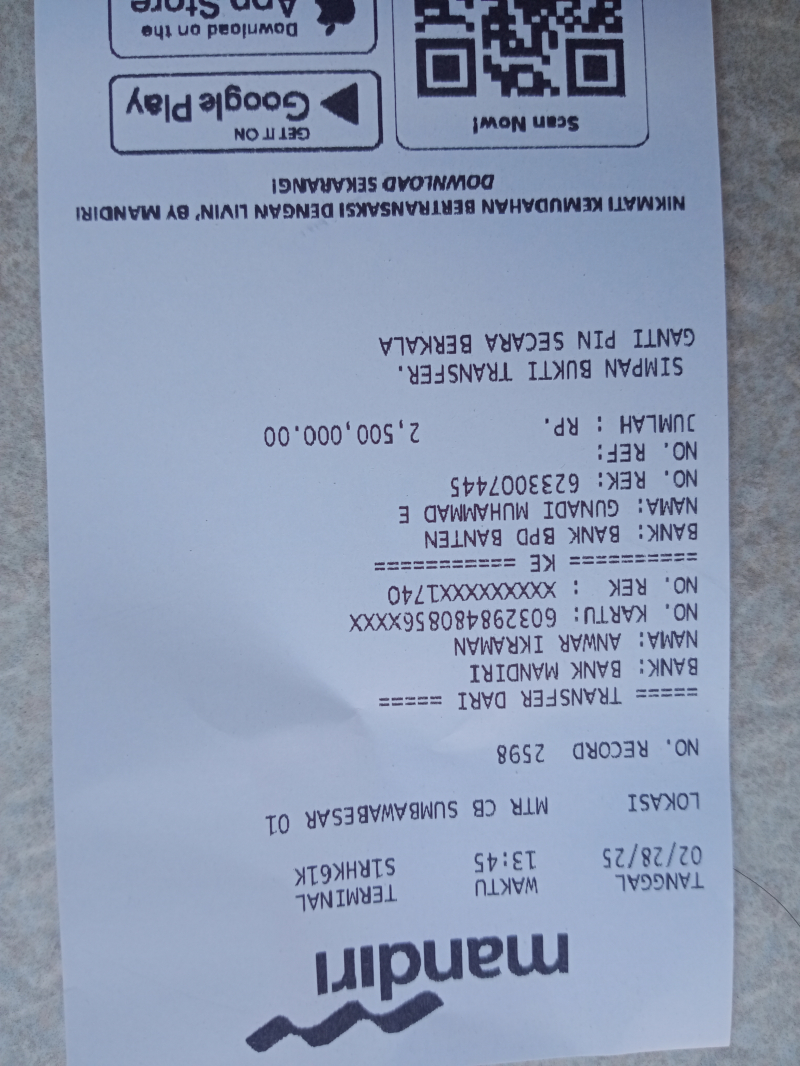 mandiri
TANGGAL WAKTU TERMINAL
02/28/25 13:45 S1RHK61K
LOKASI MTR CB SUMBAWABESAR 01
NO. RECORD 2598
===== TRANSFER DARI =====
BANK: BANK MANDIRI
NAMA: ANWAR IKRAMAN
NO. KARTU: 603298480856XXXX
NO. REK : XXXXXXXXX1740
=========== KE ===========
BANK: BANK BPD BANTEN
NAMA: GUNADI MUHAMMAD E
NO. REK: 6233007445
NO. REF:
JUMLAH : RP. 2,500,000.00
SIMPAN BUKTI TRANSFER.
GANTI PIN SECARA BERKALA
NIKMATI KEMUDAHAN BERTRANSAKSI DENGAN LIVIN' BY MANDIRI
DOWNLOAD SEKARANG!
Scan Now!
GET IT ON
Google Play
Download on the
App Store